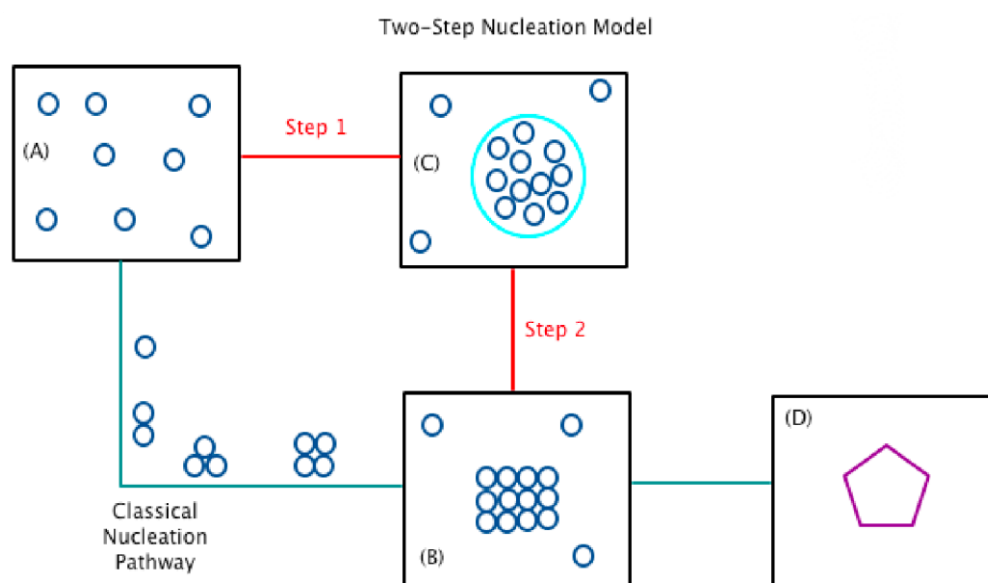 Two-Step Nucleation Model
(A)
Step 1
(C)
Step 2
Classical
Nucleation
Pathway
(B)
(D)